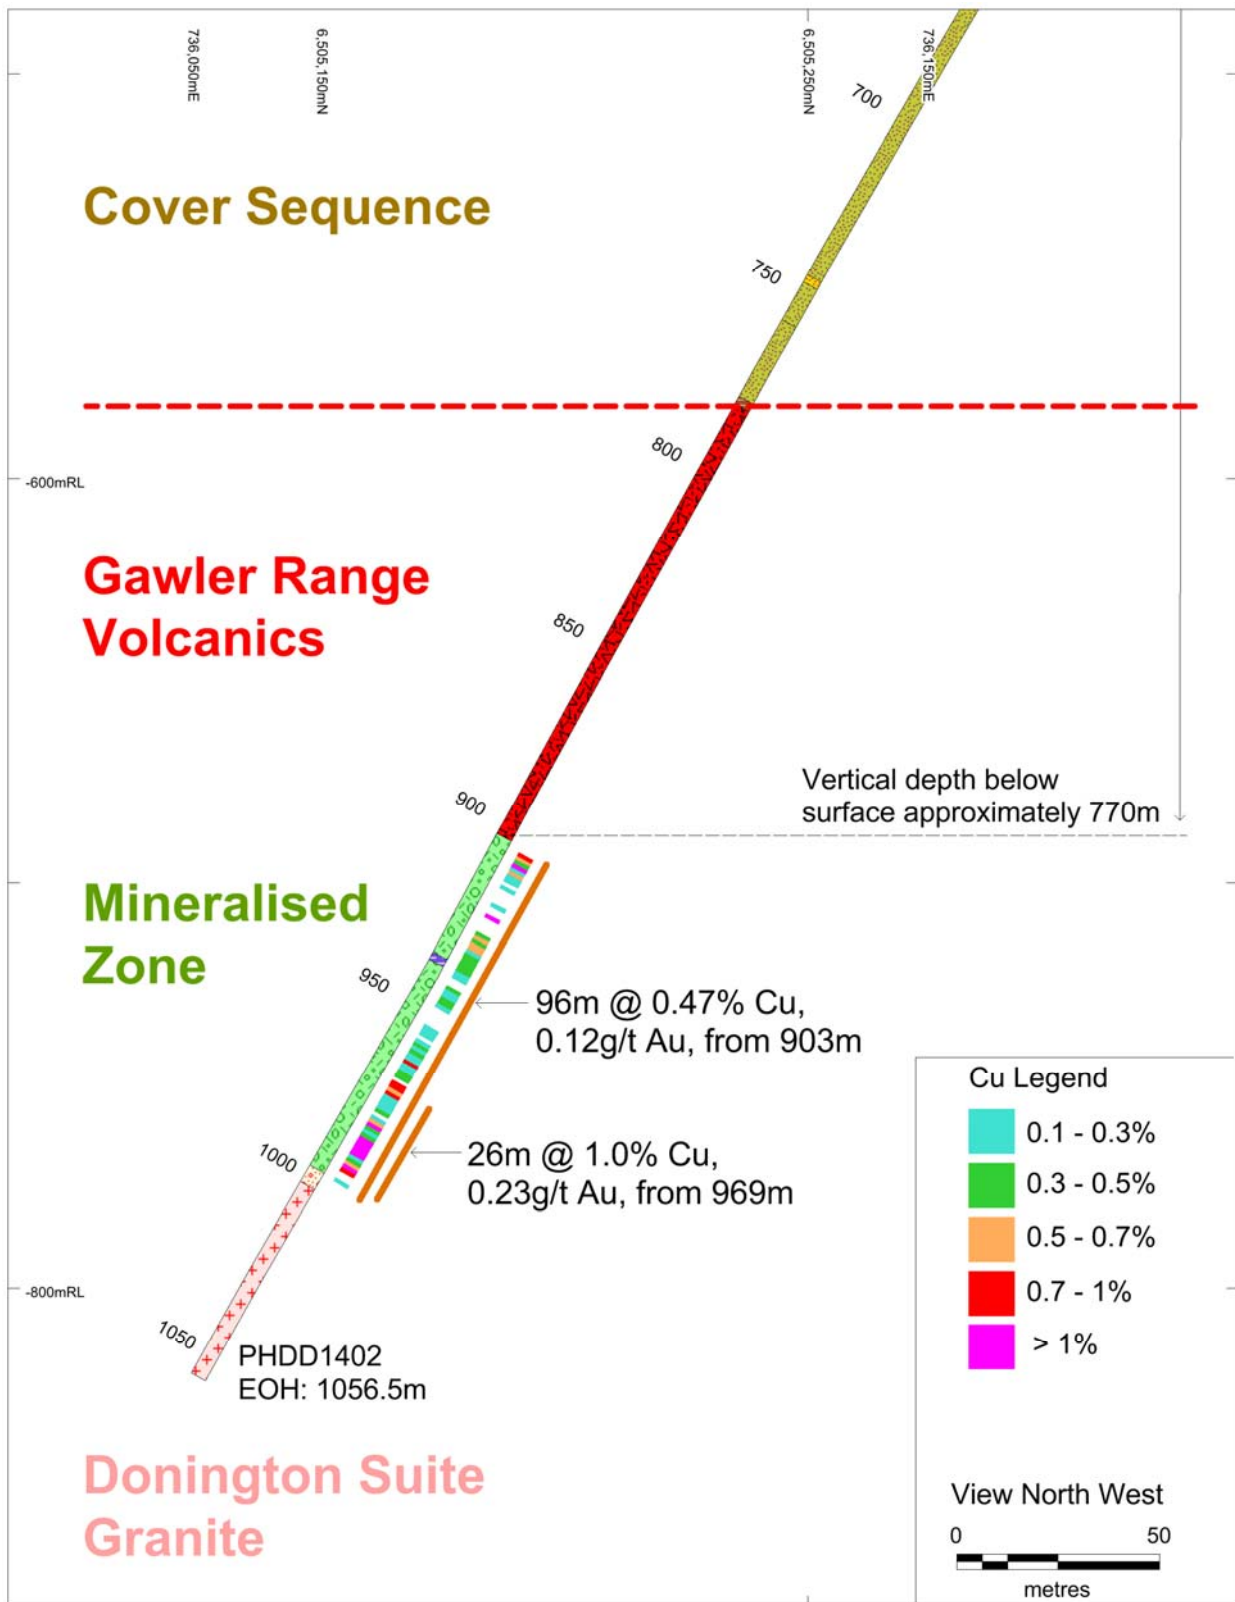 736,050mE
6,505,150mN
6,505,250mN
736,150mE
700
Cover Sequence
750
800
-600mRL
Gawler Range
Volcanics
850
Vertical depth below
surface approximately 770m
900
Mineralised
Zone
950
96m @ 0.47% Cu,
0.12g/t Au, from 903m
Cu Legend
0.1 - 0.3%
0.3 - 0.5%
0.5 - 0.7%
0.7 - 1%
> 1%
1000
26m @ 1.0% Cu,
0.23g/t Au, from 969m
-800mRL
1050
PHDD1402
EOH: 1056.5m
Donington Suite
Granite
View North West
0 50
metres